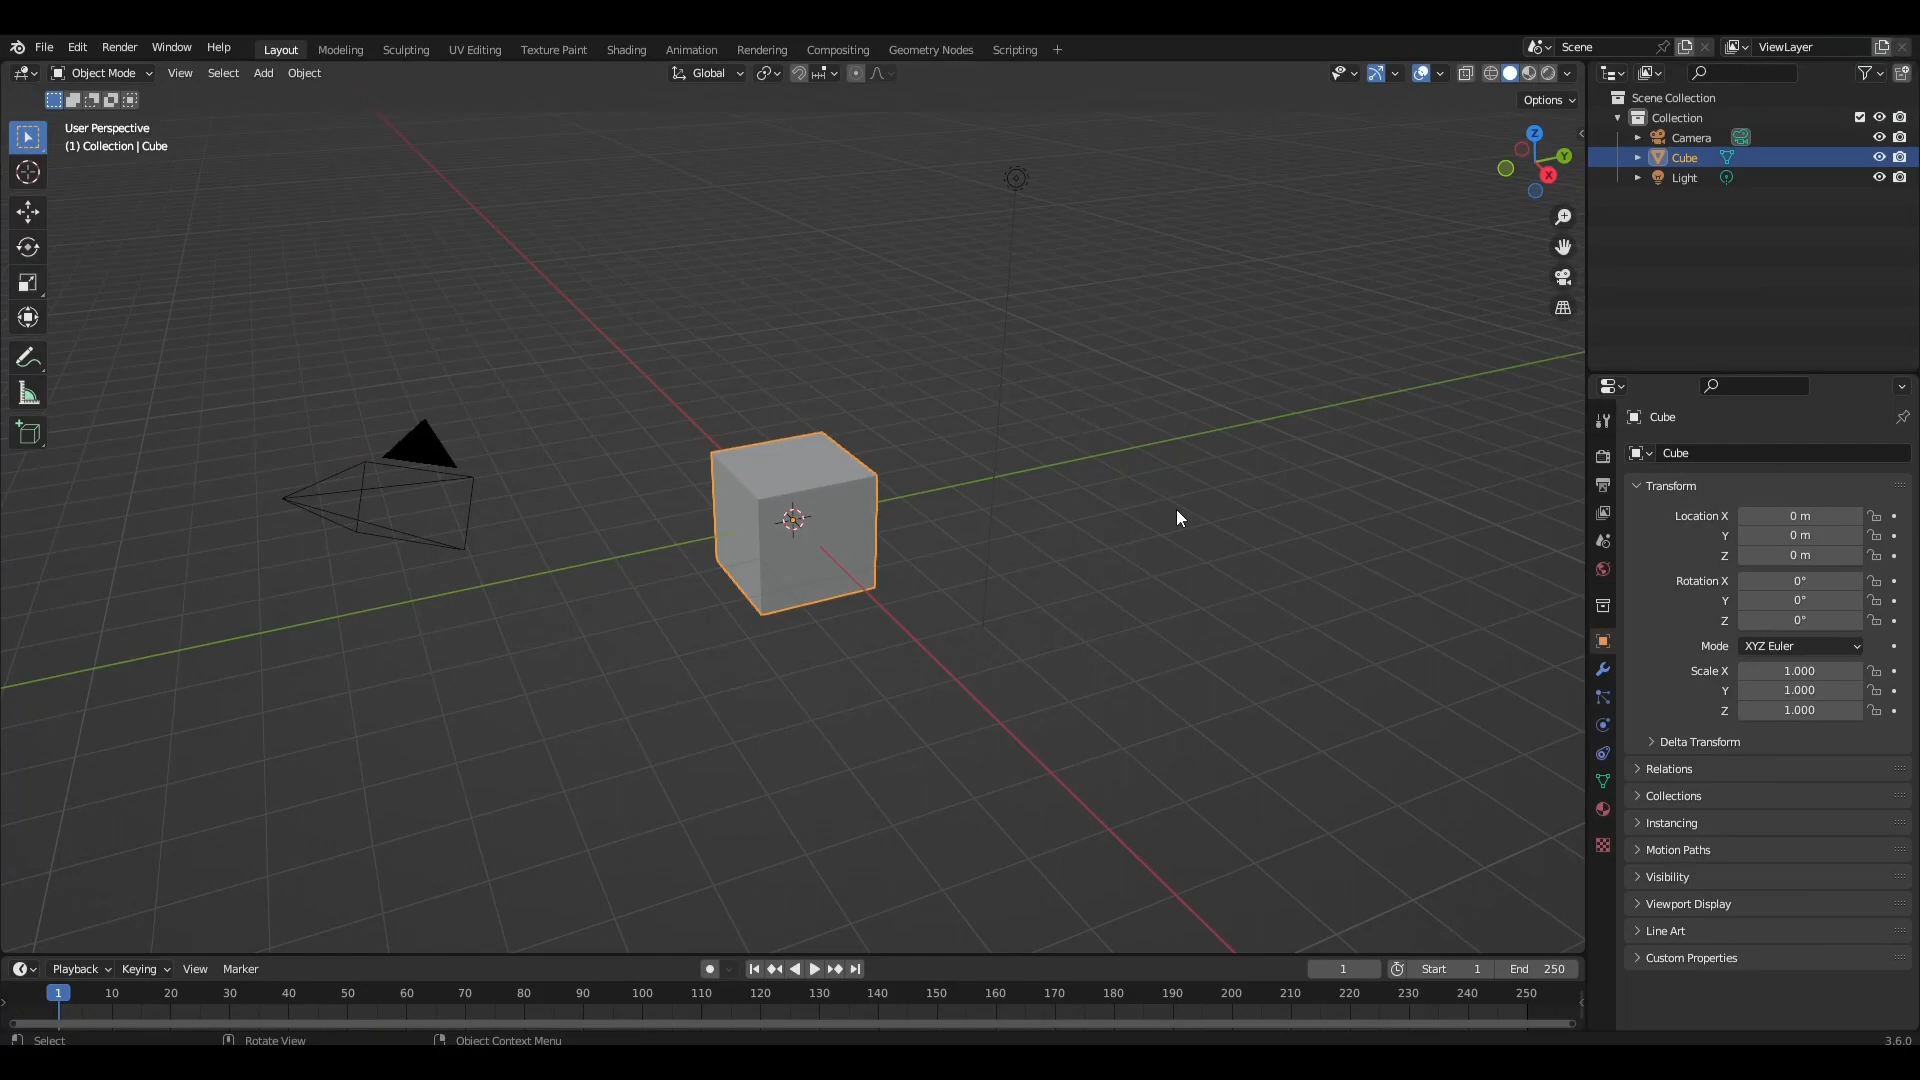 File Edit Render Window Help Layout Modeling Sculpting UV Editing Texture Paint Shading Animation Rendering Compositing Geometry Nodes Scripting + Scene ViewLayer
Object Mode View Select Add Object Global
Options
User Perspective
(1) Collection | Cube
Z
Y
X
Scene Collection
Collection
Camera
Cube
Light
Cube
Cube
Transform
Location X 0 m
Y 0 m
Z 0 m
Rotation X 0°
Y 0°
Z 0°
Mode XYZ Euler
Scale X 1.000
Y 1.000
Z 1.000
Delta Transform
Relations
Collections
Instancing
Motion Paths
Visibility
Viewport Display
Line Art
Custom Properties
Playback Keying View Marker 1 Start 1 End 250
1 10 20 30 40 50 60 70 80 90 100 110 120 130 140 150 160 170 180 190 200 210 220 230 240 250
Select Rotate View Object Context Menu 3.6.0